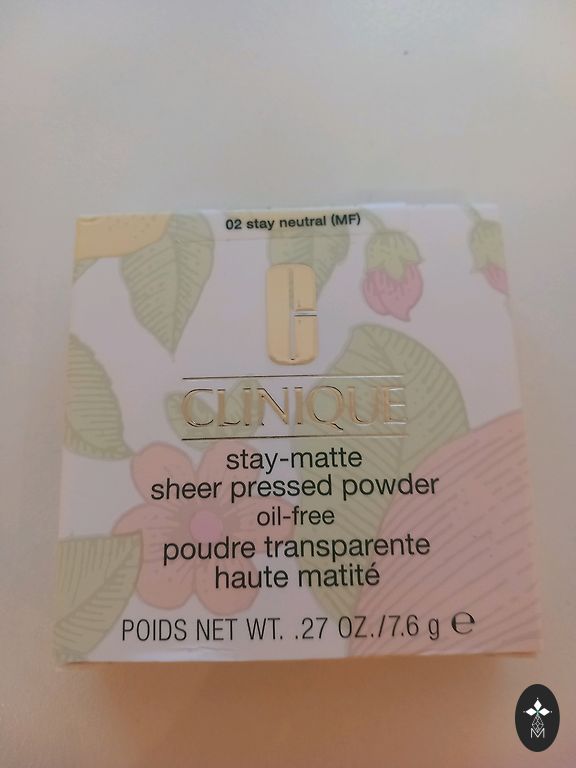 02 stay neutral (MF)
CLINIQUE
stay-matte
sheer pressed powder
oil-free
poudre transparente
haute matité
POIDS NET WT. .27 OZ./7.6 g ℮
M